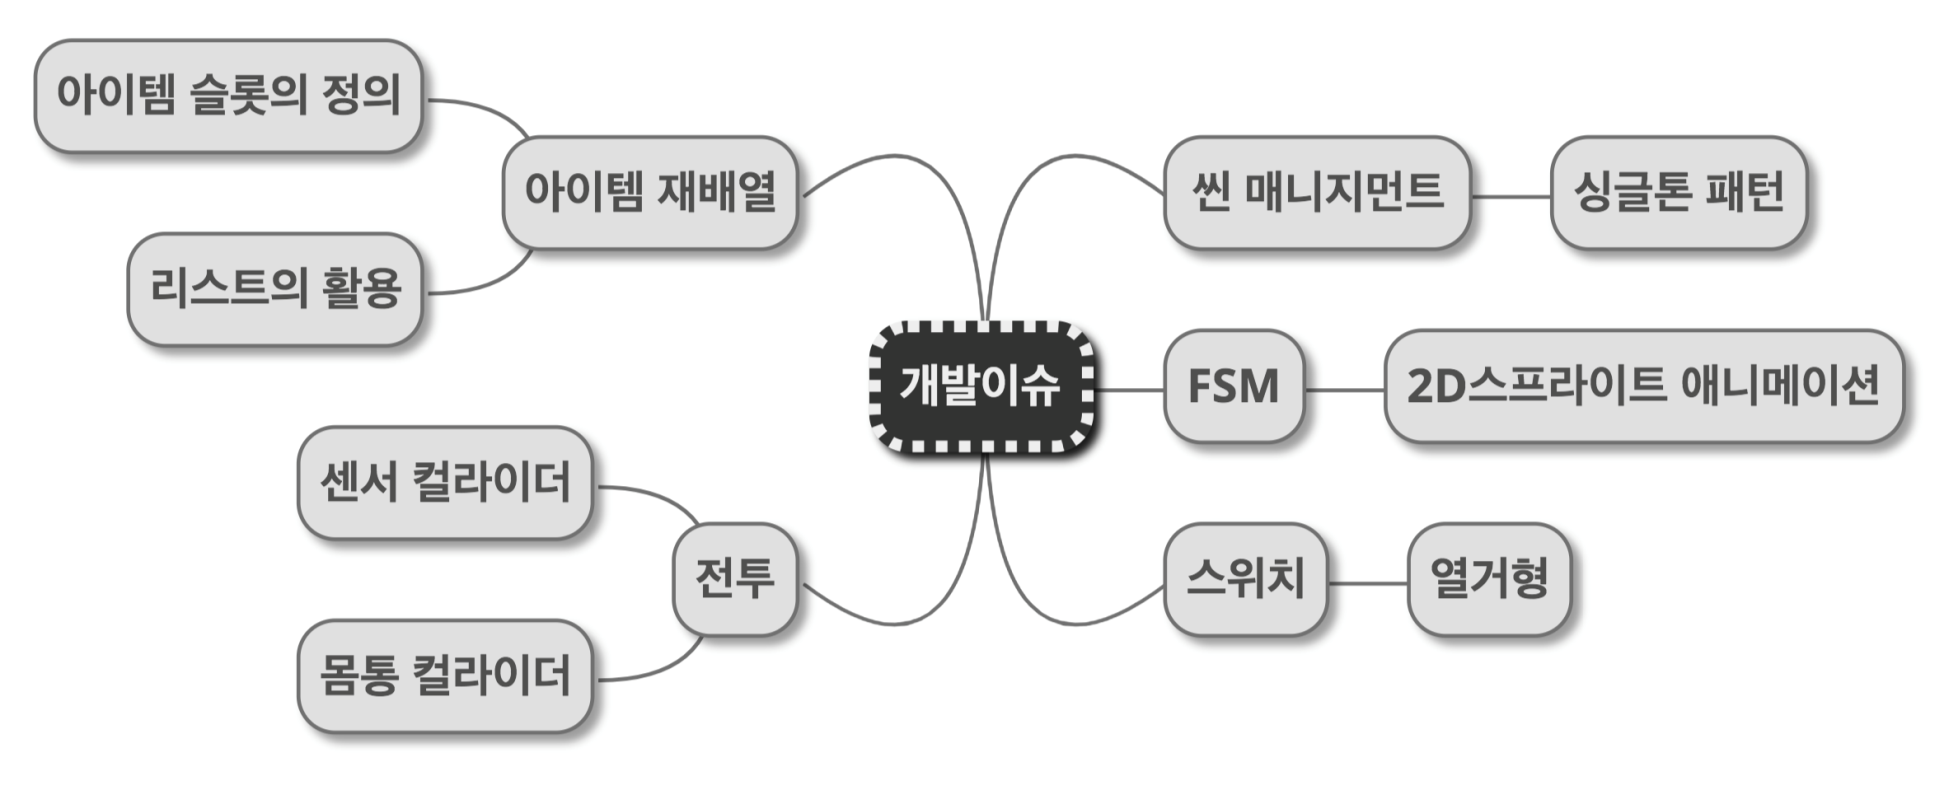 아이템 슬롯의 정의
아이템 재배열
리스트의 활용
씬 매니지먼트
싱글톤 패턴
개발이슈
FSM
2D스프라이트 애니메이션
센서 컬라이더
전투
몸통 컬라이더
스위치
열거형